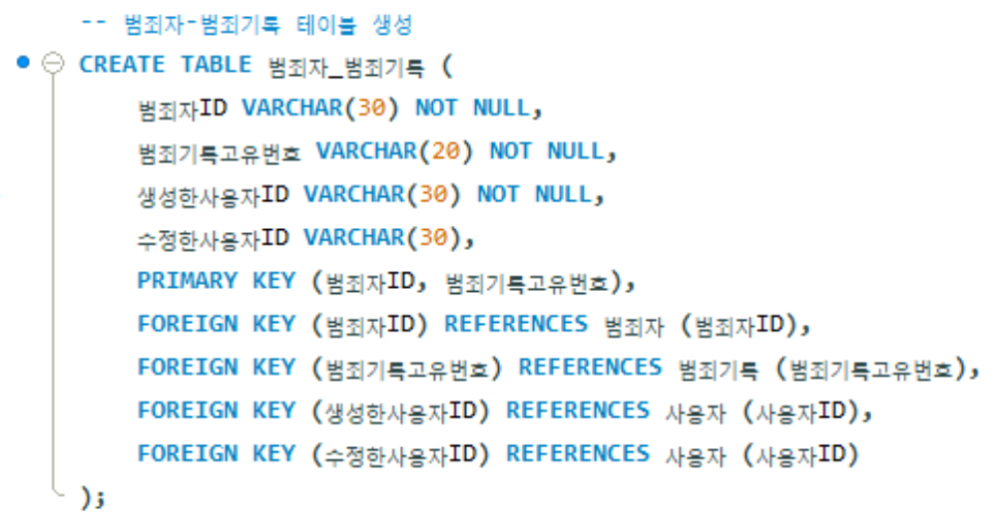 -- 범죄자-범죄기록 테이블 생성
CREATE TABLE 범죄자_범죄기록 (
범죄자ID VARCHAR(30) NOT NULL,
범죄기록고유번호 VARCHAR(20) NOT NULL,
생성한사용자ID VARCHAR(30) NOT NULL,
수정한사용자ID VARCHAR(30),
PRIMARY KEY (범죄자ID, 범죄기록고유번호),
FOREIGN KEY (범죄자ID) REFERENCES 범죄자 (범죄자ID),
FOREIGN KEY (범죄기록고유번호) REFERENCES 범죄기록 (범죄기록고유번호),
FOREIGN KEY (생성한사용자ID) REFERENCES 사용자 (사용자ID),
FOREIGN KEY (수정한사용자ID) REFERENCES 사용자 (사용자ID)
);